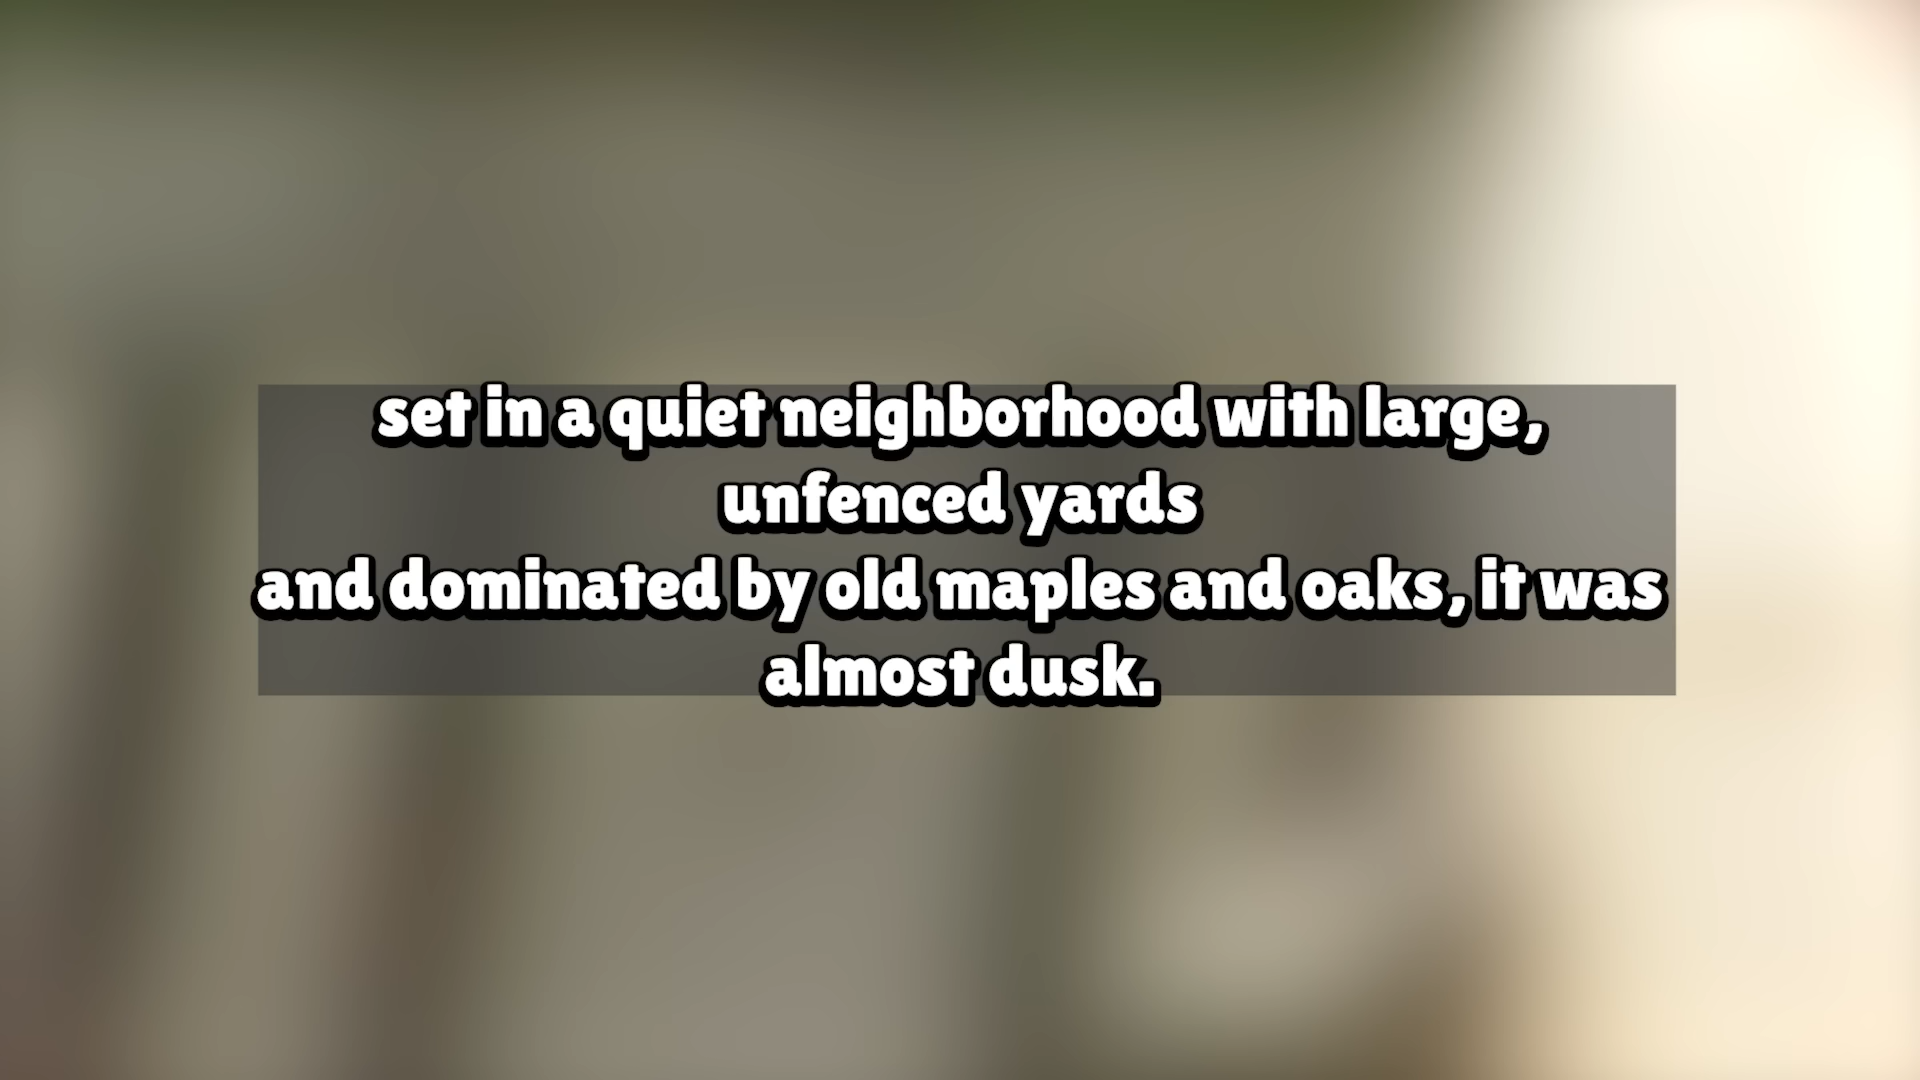 set in a quiet neighborhood with large,
unfenced yards
and dominated by old maples and oaks, it was
almost dusk.